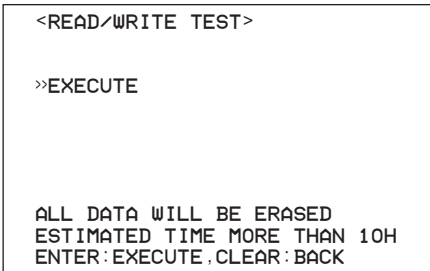 <READ/WRITE TEST>
»EXECUTE
ALL DATA WILL BE ERASED
ESTIMATED TIME MORE THAN 10H
ENTER:EXECUTE,CLEAR:BACK